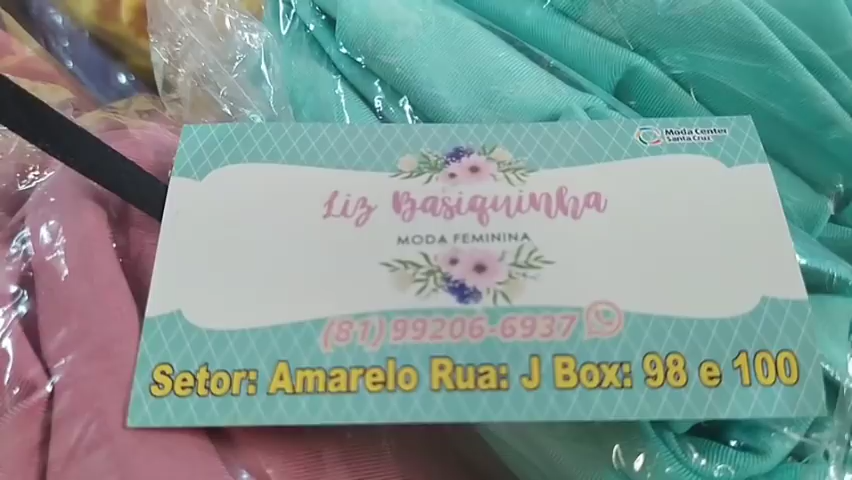 Moda Center
Santa Cruz
Liz Basiquinha
MODA FEMININA
(81) 99206-6937
Setor: Amarelo Rua: J Box: 98 e 100